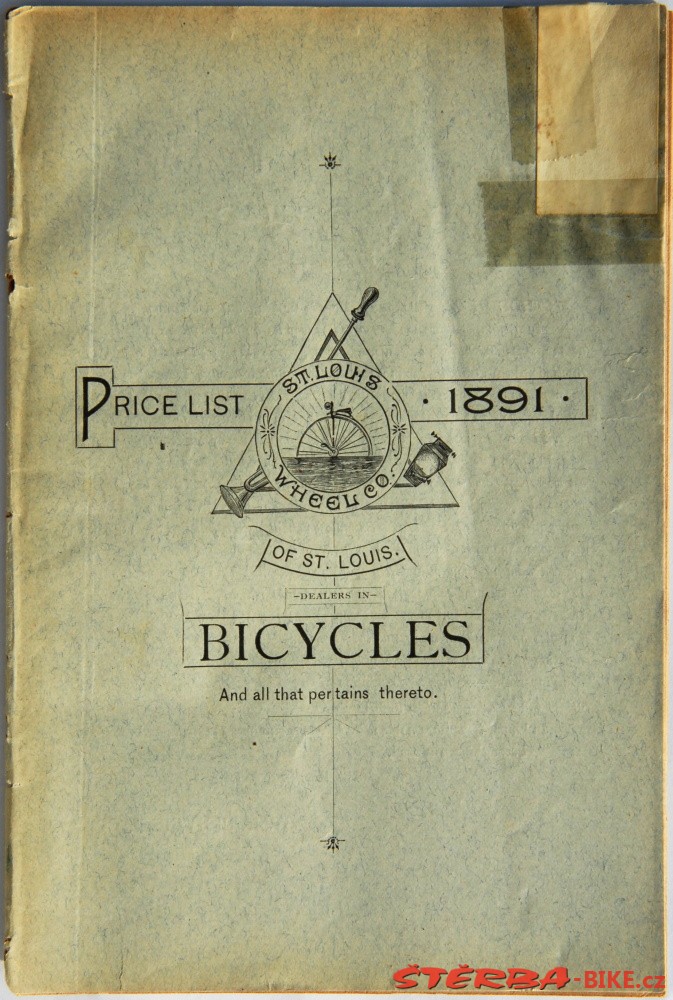 PRICE LIST · 1891 ·
ST. LOUIS
WHEEL CO.
OF ST. LOUIS.
-DEALERS IN-
BICYCLES
And all that pertains thereto.
ŠTĚRBA-BIKE.cz